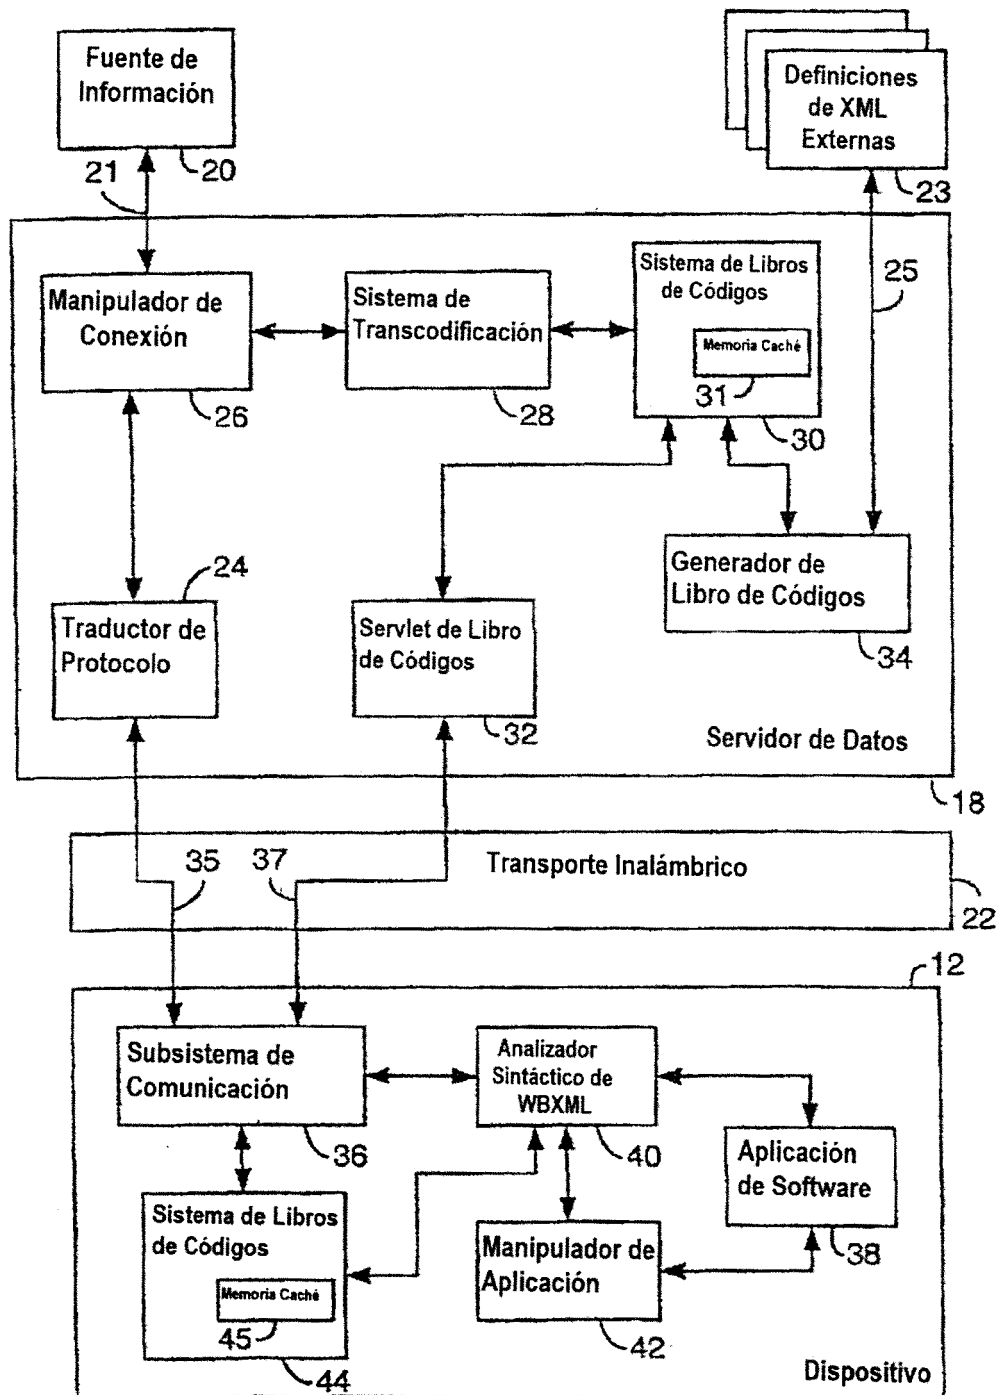 Fuente de
Información
20
21
Definiciones
de XML
Externas
23
25
Manipulador de
Conexión
26
Sistema de
Transcodificación
28
Sistema de Libros
de Códigos
Memoria Caché
31
30
24
Traductor de
Protocolo
Servlet de Libro
de Códigos
32
Generador de
Libro de Códigos
34
Servidor de Datos
18
35
37
Transporte Inalámbrico
22
12
Subsistema de
Comunicación
36
Analizador
Sintáctico de
WBXML
40
Aplicación
de Software
38
Sistema de Libros
de Códigos
Memoria Caché
45
44
Manipulador de
Aplicación
42
Dispositivo